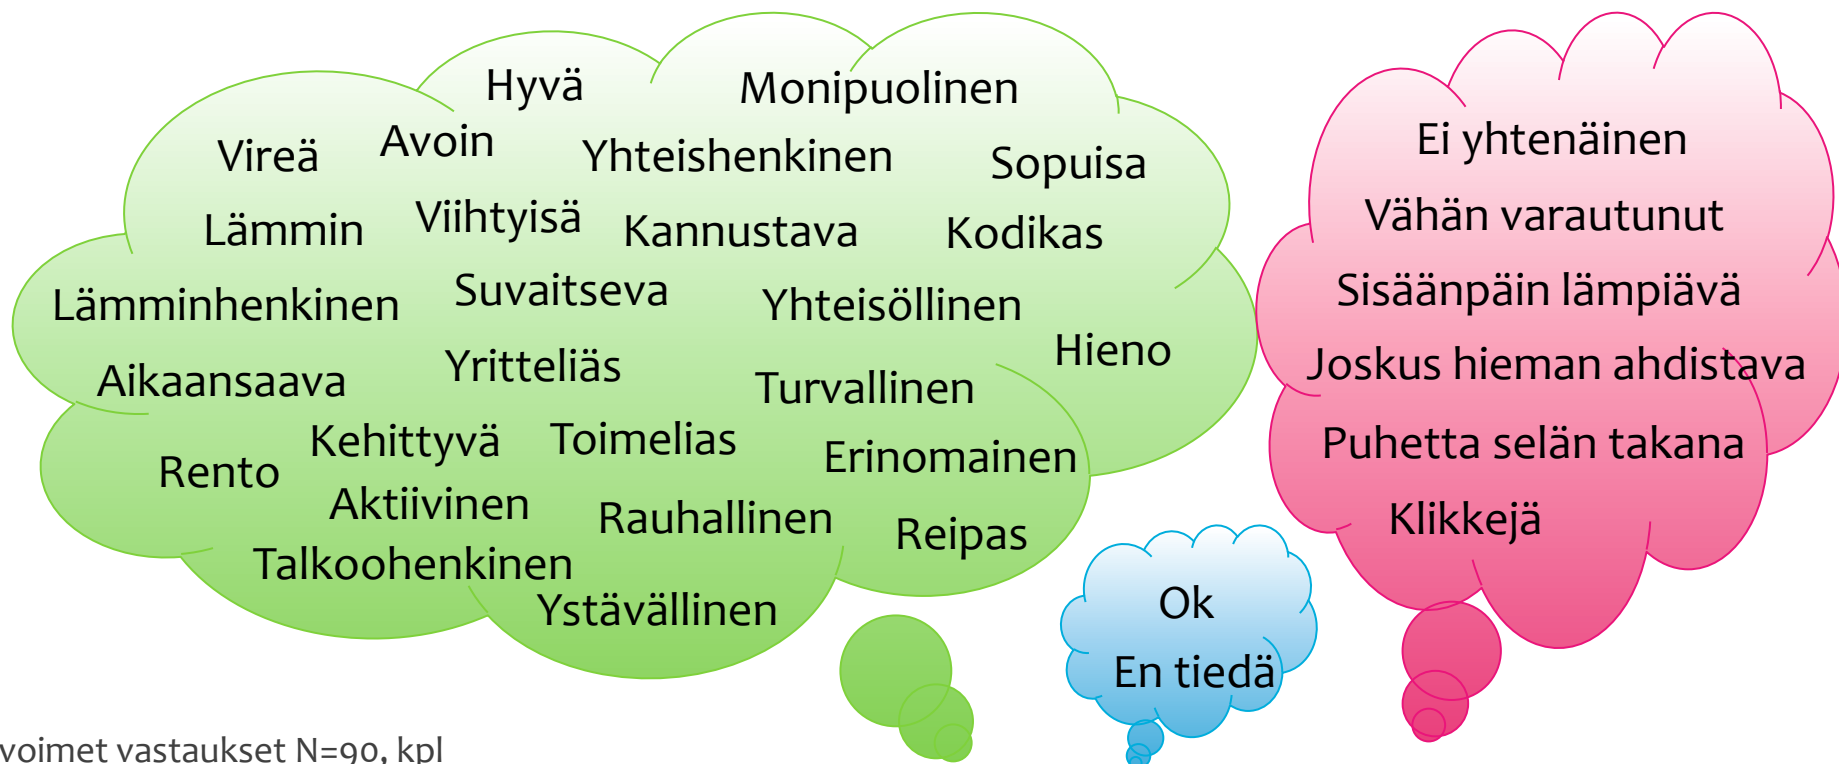 Hyvä
Monipuolinen
Vireä
Avoin
Yhteishenkinen
Sopuisa
Lämmin
Viihtyisä
Kannustava
Kodikas
Lämminhenkinen
Suvaitseva
Yhteisöllinen
Hieno
Aikaansaava
Yritteliäs
Turvallinen
Rento
Kehittyvä
Toimelias
Erinomainen
Aktiivinen
Rauhallinen
Reipas
Talkoohenkinen
Ystävällinen
Ok
En tiedä
Ei yhtenäinen
Vähän varautunut
Sisäänpäin lämpiävä
Joskus hieman ahdistava
Puhetta selän takana
Klikkejä
voimet vastaukset N=90, kpl